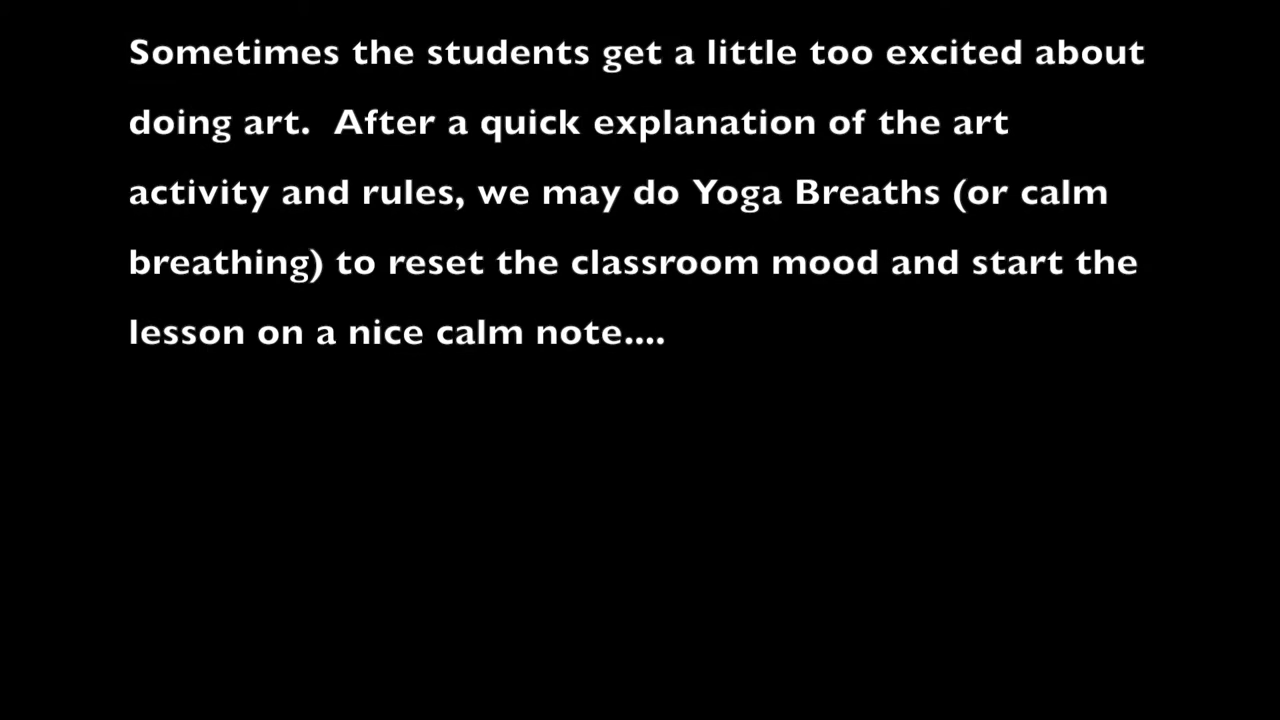 Sometimes the students get a little too excited about
doing art.  After a quick explanation of the art
activity and rules, we may do Yoga Breaths (or calm
breathing) to reset the classroom mood and start the
lesson on a nice calm note....